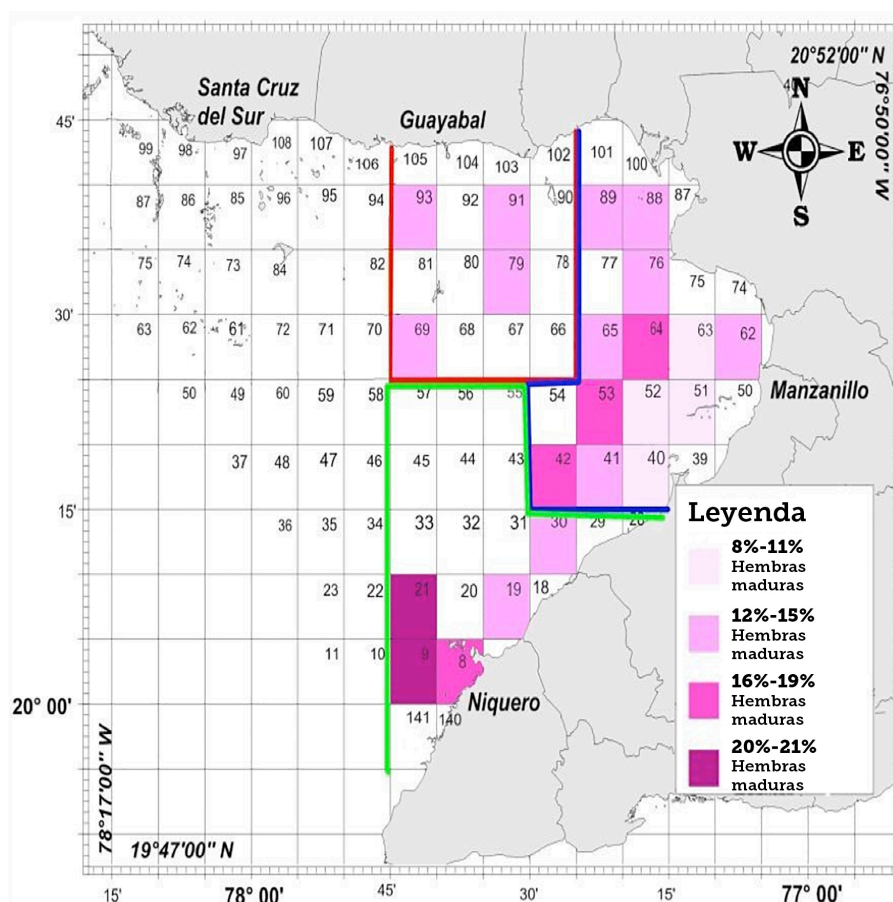 20°52'00" N
76°50'00" W
N
W E
S
Santa Cruz
del Sur
Guayabal
45'
99 98 97 108 107 106 105 104 103 102 101 100
87 86 85 96 95 94 93 92 91 90 89 88 87
75 74 73 84 82 81 80 79 78 77 76 75 74
30'
63 62 61 72 71 70 69 68 67 66 65 64 63 62
Manzanillo
50 49 60 59 58 57 56 55 54 53 52 51 50
37 48 47 46 45 44 43 42 41 40 39
15'
36 35 34 33 32 31 30 29 28
23 22 21 20 19 18
11 10 9 8
Niquero
20° 00'
141 140
78°17'00" W
19°47'00" N
15' 78° 00' 45' 30' 15' 77° 00'
Leyenda
8%-11%
Hembras
maduras
12%-15%
Hembras
maduras
16%-19%
Hembras
maduras
20%-21%
Hembras
maduras